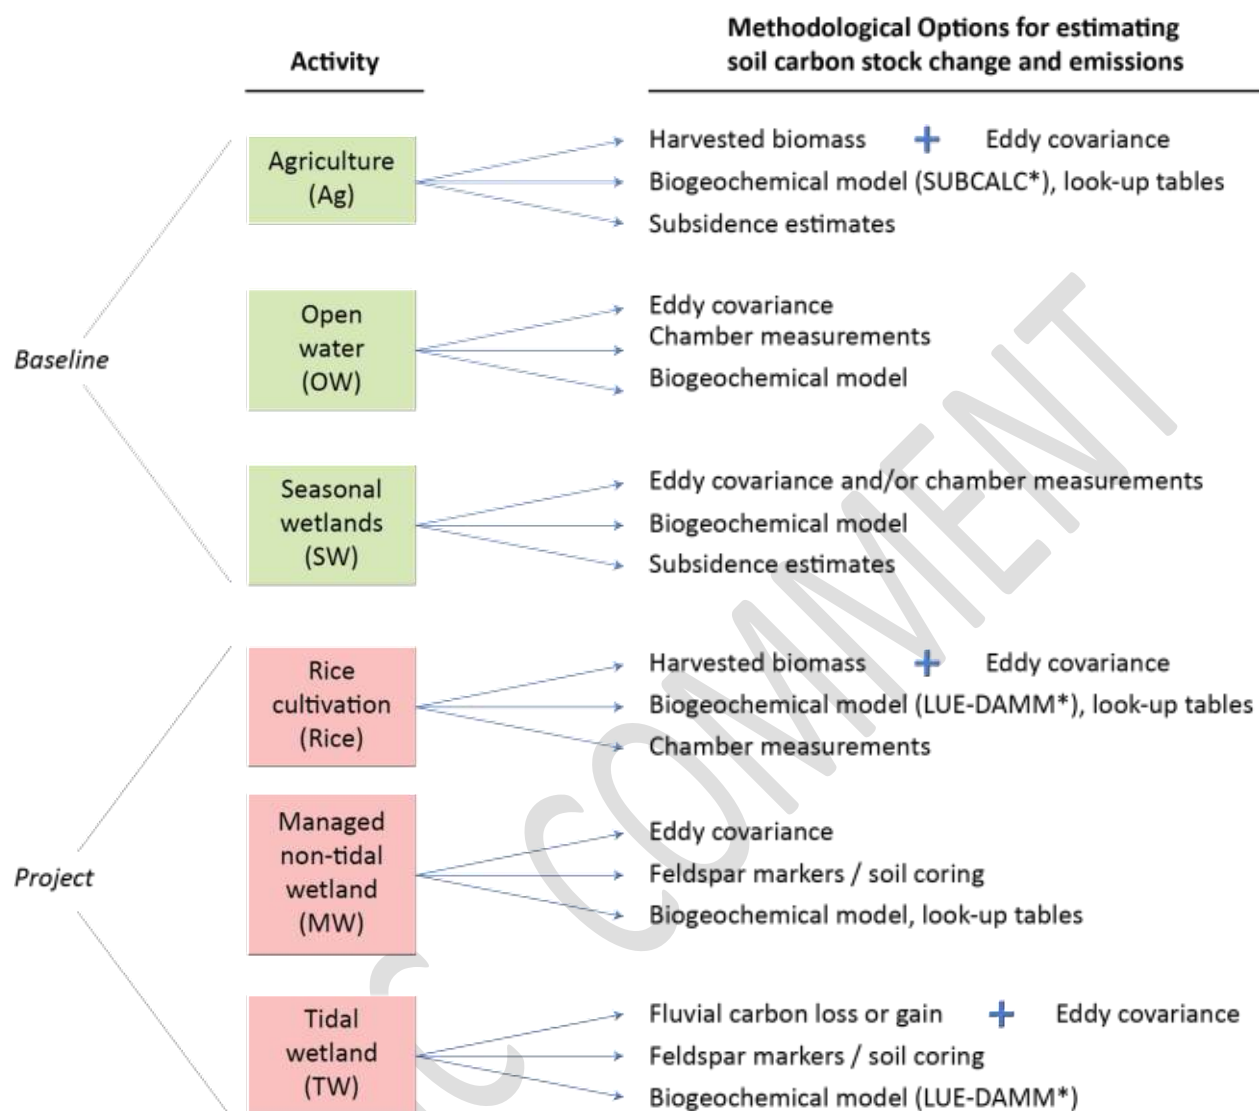 Activity
Methodological Options for estimating
soil carbon stock change and emissions
Baseline
Agriculture
(Ag)
Harvested biomass + Eddy covariance
Biogeochemical model (SUBCALC*), look-up tables
Subsidence estimates
Open
water
(OW)
Eddy covariance
Chamber measurements
Biogeochemical model
Seasonal
wetlands
(SW)
Eddy covariance and/or chamber measurements
Biogeochemical model
Subsidence estimates
Project
Rice
cultivation
(Rice)
Harvested biomass + Eddy covariance
Biogeochemical model (LUE-DAMM*), look-up tables
Chamber measurements
Managed
non-tidal
wetland
(MW)
Eddy covariance
Feldspar markers / soil coring
Biogeochemical model, look-up tables
Tidal
wetland
(TW)
Fluvial carbon loss or gain + Eddy covariance
Feldspar markers / soil coring
Biogeochemical model (LUE-DAMM*)
C COMMENT